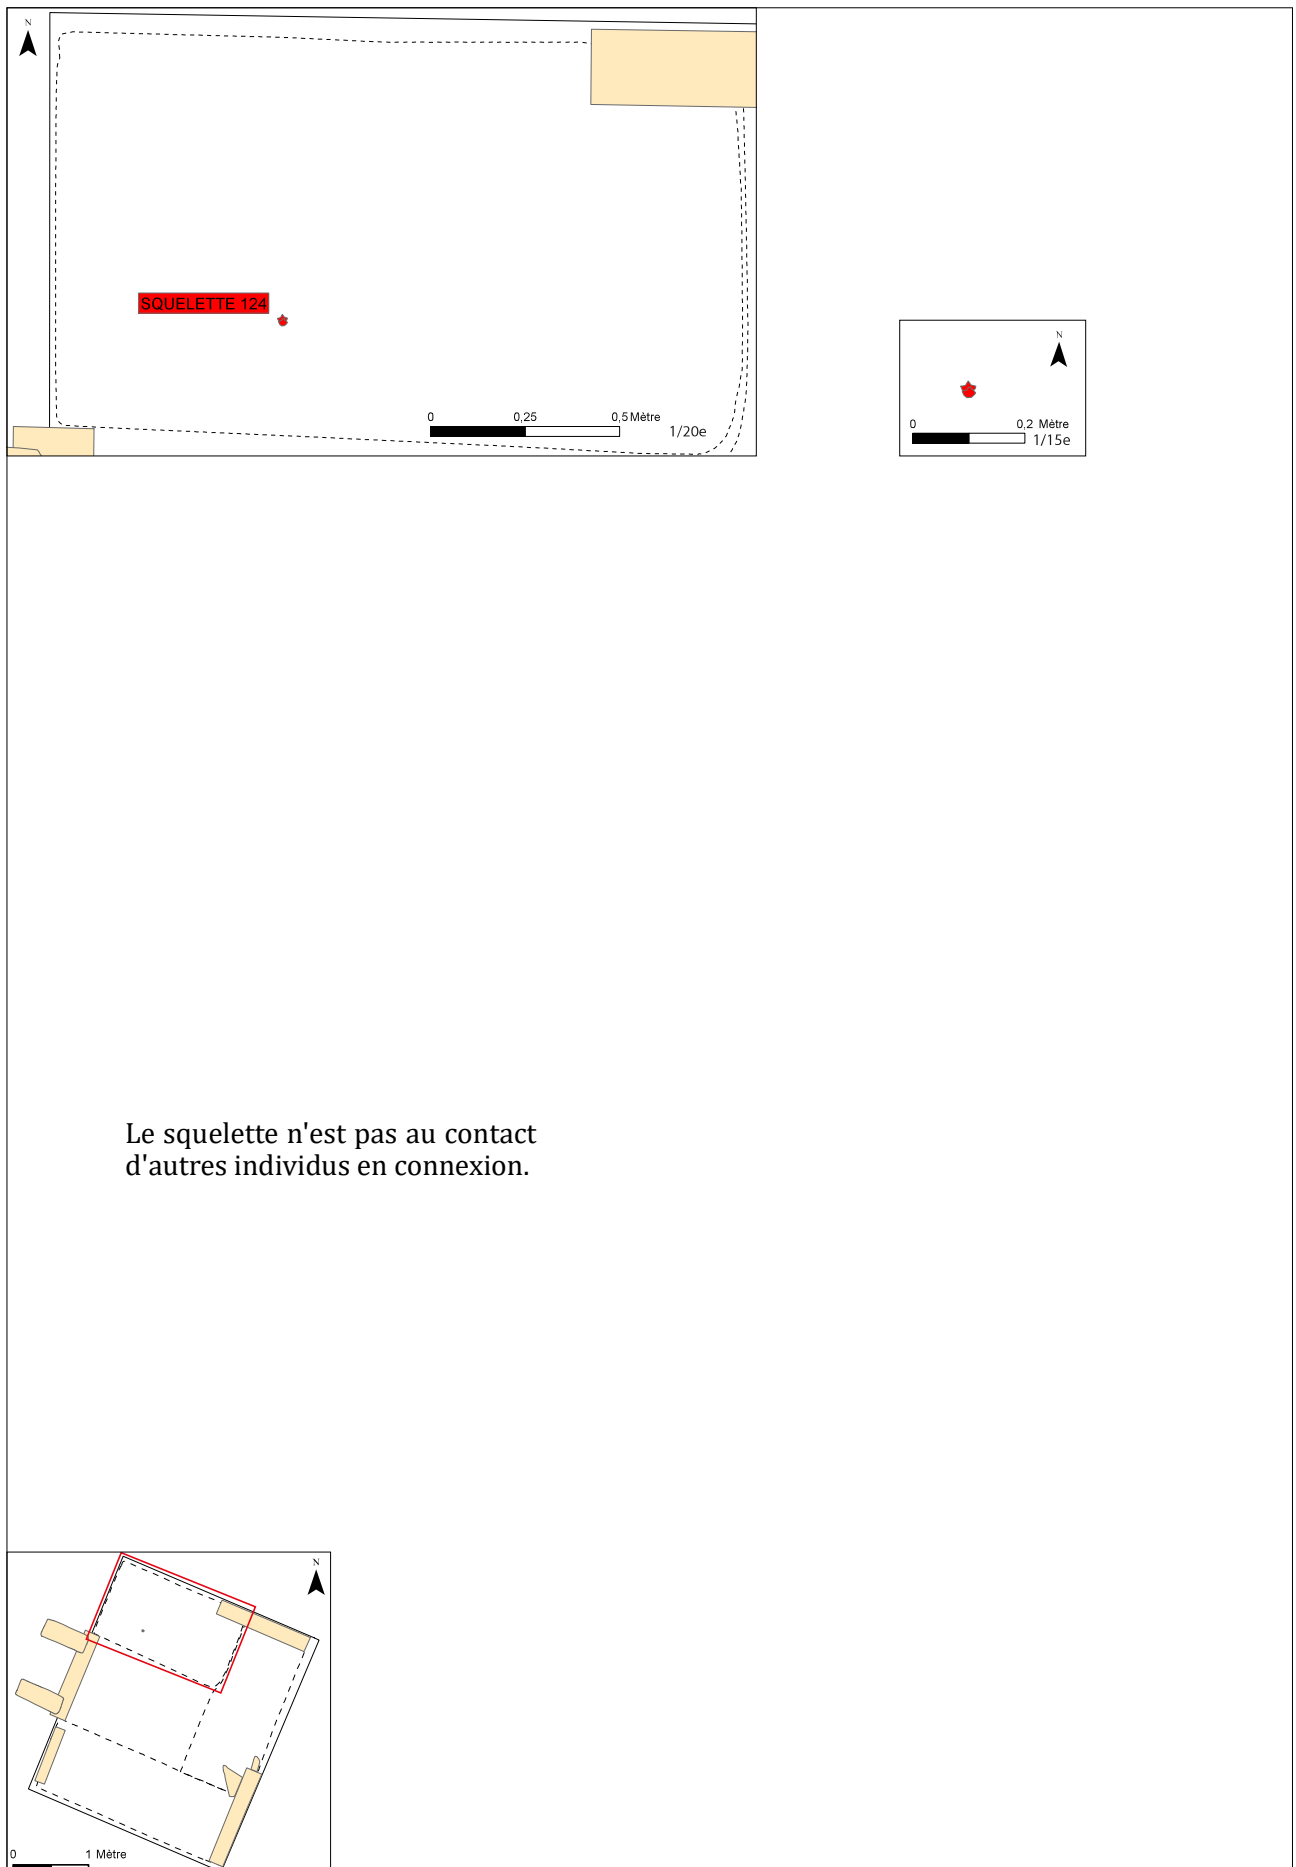 N
SQUELETTE 124
0 0,25 0,5 Mètre
1/20e
N
0 0,2 Mètre
1/15e
Le squelette n'est pas au contact
d'autres individus en connexion.
N
0 1 Mètre